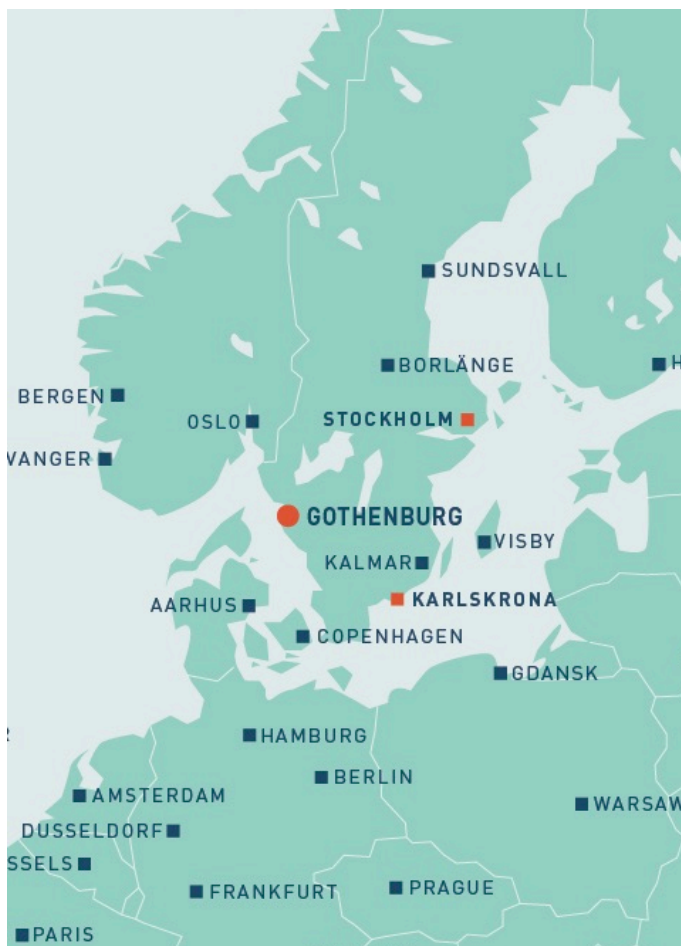 SUNDSVALL
BORLÄNGE
H
BERGEN
OSLO
STOCKHOLM
VANGER
GOTHENBURG
VISBY
KALMAR
KARLSKRONA
AARHUS
COPENHAGEN
GDANSK
HAMBURG
BERLIN
AMSTERDAM
WARSAW
DUSSELDORF
SSELS
FRANKFURT
PRAGUE
PARIS